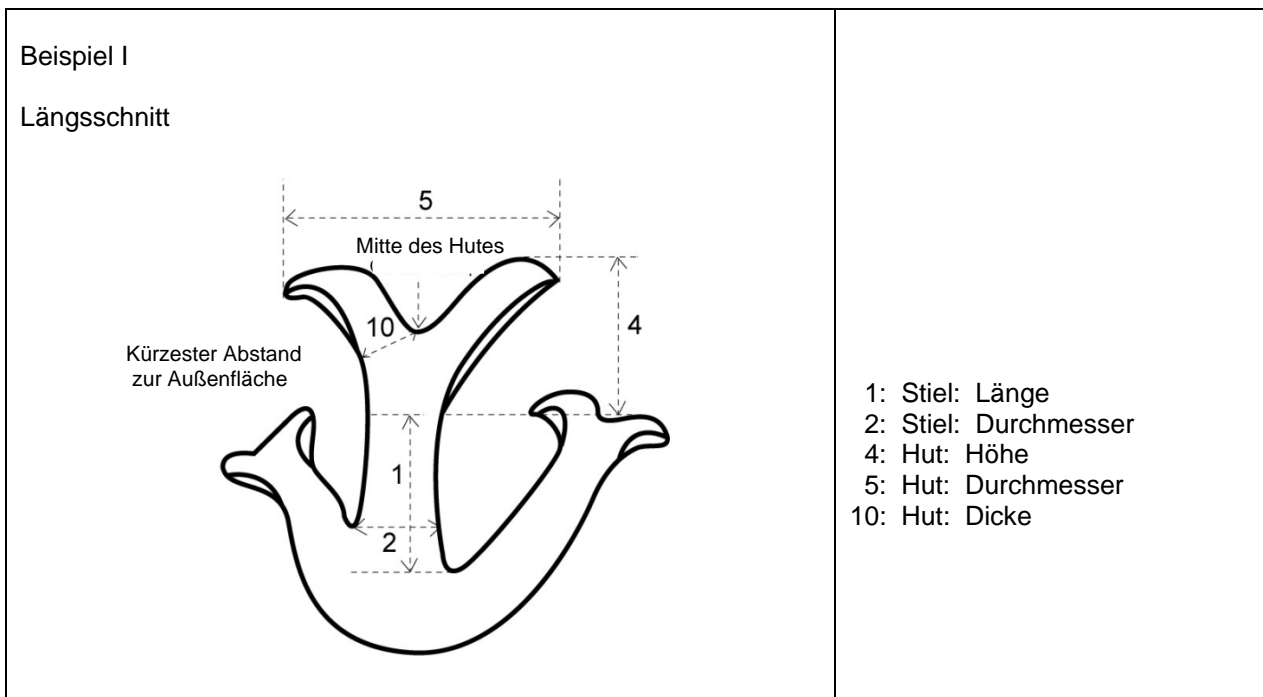 Beispiel I
Längsschnitt
5
Mitte des Hutes
10
4
Kürzester Abstand
zur Außenfläche
1
2
1: Stiel: Länge
2: Stiel: Durchmesser
4: Hut: Höhe
5: Hut: Durchmesser
10: Hut: Dicke